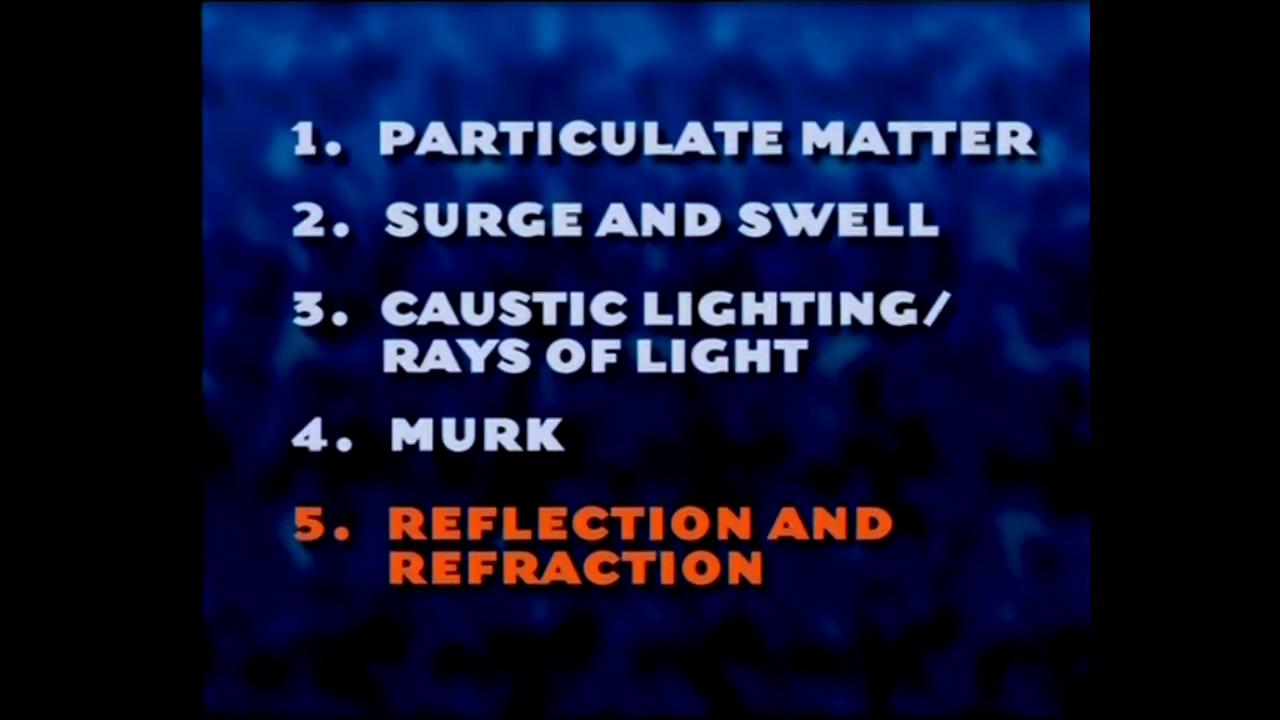 1. PARTICULATE MATTER
2. SURGE AND SWELL
3. CAUSTIC LIGHTING/
RAYS OF LIGHT
4. MURK
5. REFLECTION AND
REFRACTION